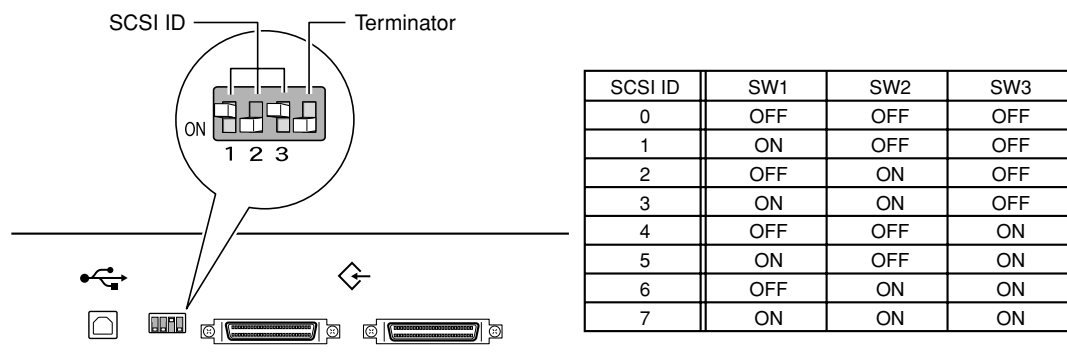 SCSI ID
Terminator
ON
1 2 3
SCSI ID SW1 SW2 SW3
0 OFF OFF OFF
1 ON OFF OFF
2 OFF ON OFF
3 ON ON OFF
4 OFF OFF ON
5 ON OFF ON
6 OFF ON ON
7 ON ON ON